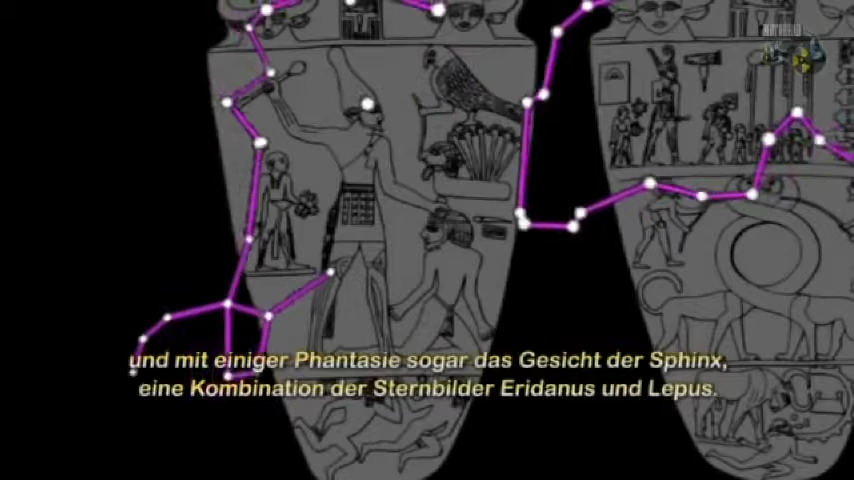 und mit einiger Phantasie sogar das Gesicht der Sphinx,
eine Kombination der Sternbilder Eridanus und Lepus.